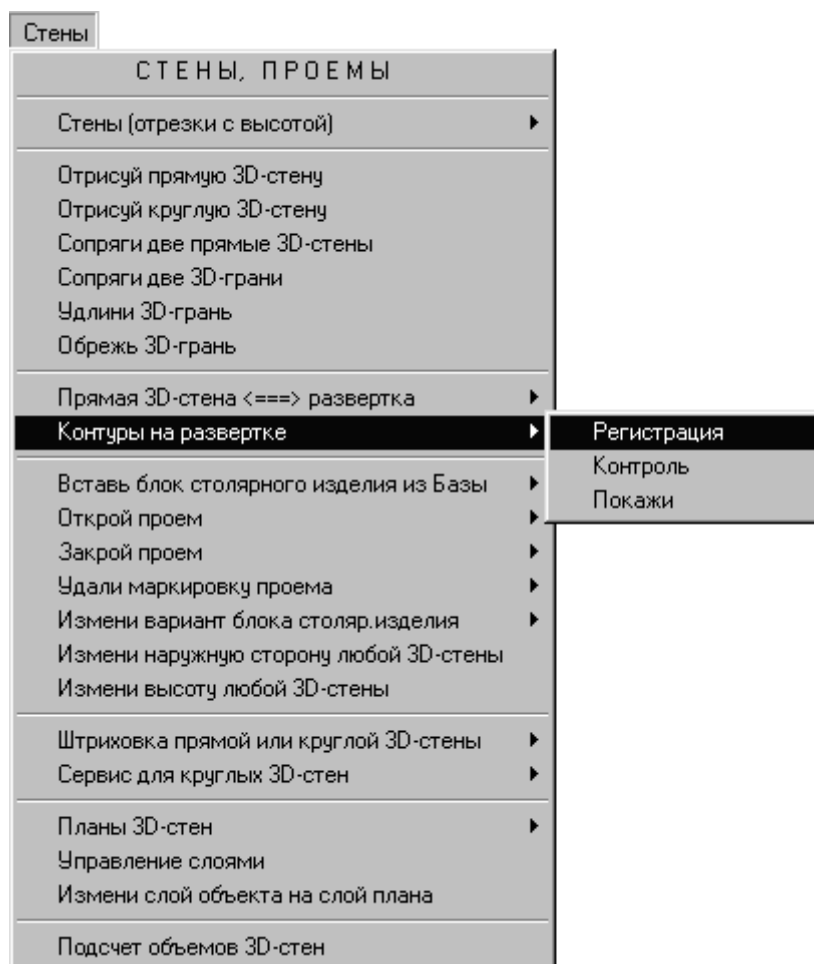 Стены
СТЕНЫ, ПРОЕМЫ
Стены (отрезки с высотой)
Отрисуй прямую 3D-стену
Отрисуй круглую 3D-стену
Сопряги две прямые 3D-стены
Сопряги две 3D-грани
Удлини 3D-грань
Обрежь 3D-грань
Прямая 3D-стена <===> развертка
Контуры на развертке
Регистрация
Контроль
Покажи
Вставь блок столярного изделия из Базы
Открой проем
Закрой проем
Удали маркировку проема
Измени вариант блока столяр.изделия
Измени наружную сторону любой 3D-стены
Измени высоту любой 3D-стены
Штриховка прямой или круглой 3D-стены
Сервис для круглых 3D-стен
Планы 3D-стен
Управление слоями
Измени слой объекта на слой плана
Подсчет объемов 3D-стен